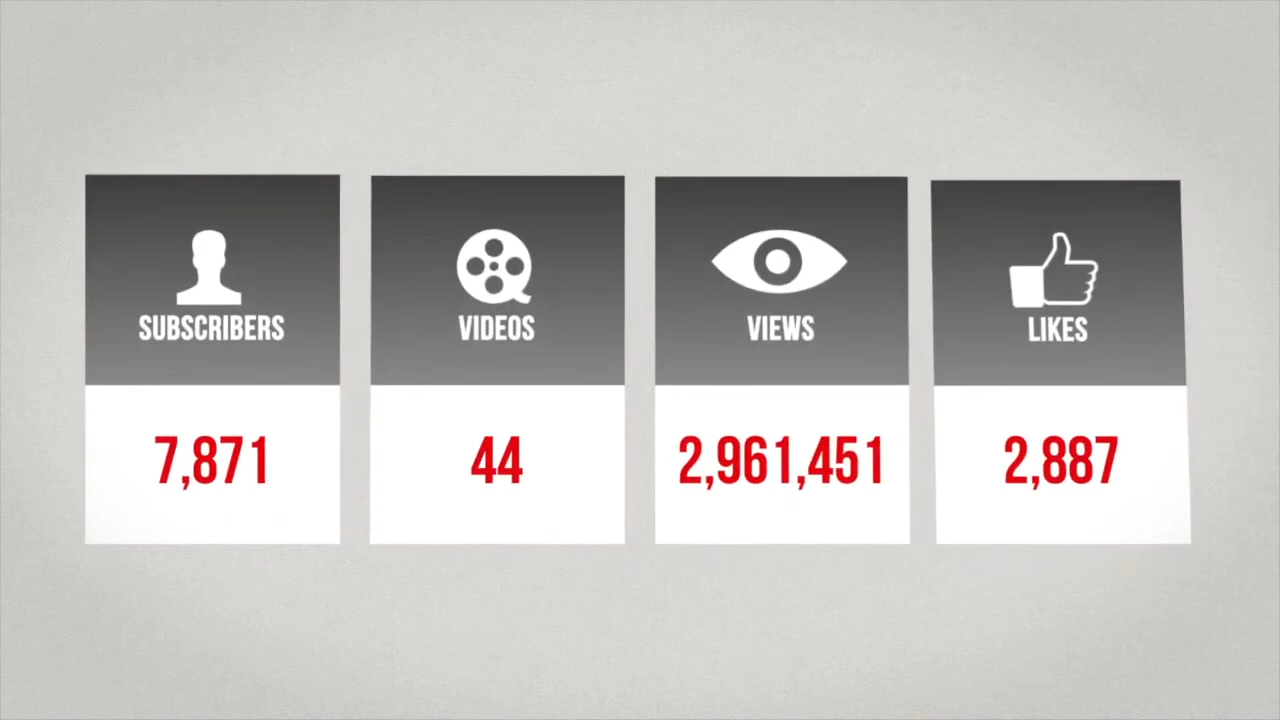 SUBSCRIBERS
7,871
VIDEOS
44
VIEWS
2,961,451
LIKES
2,887